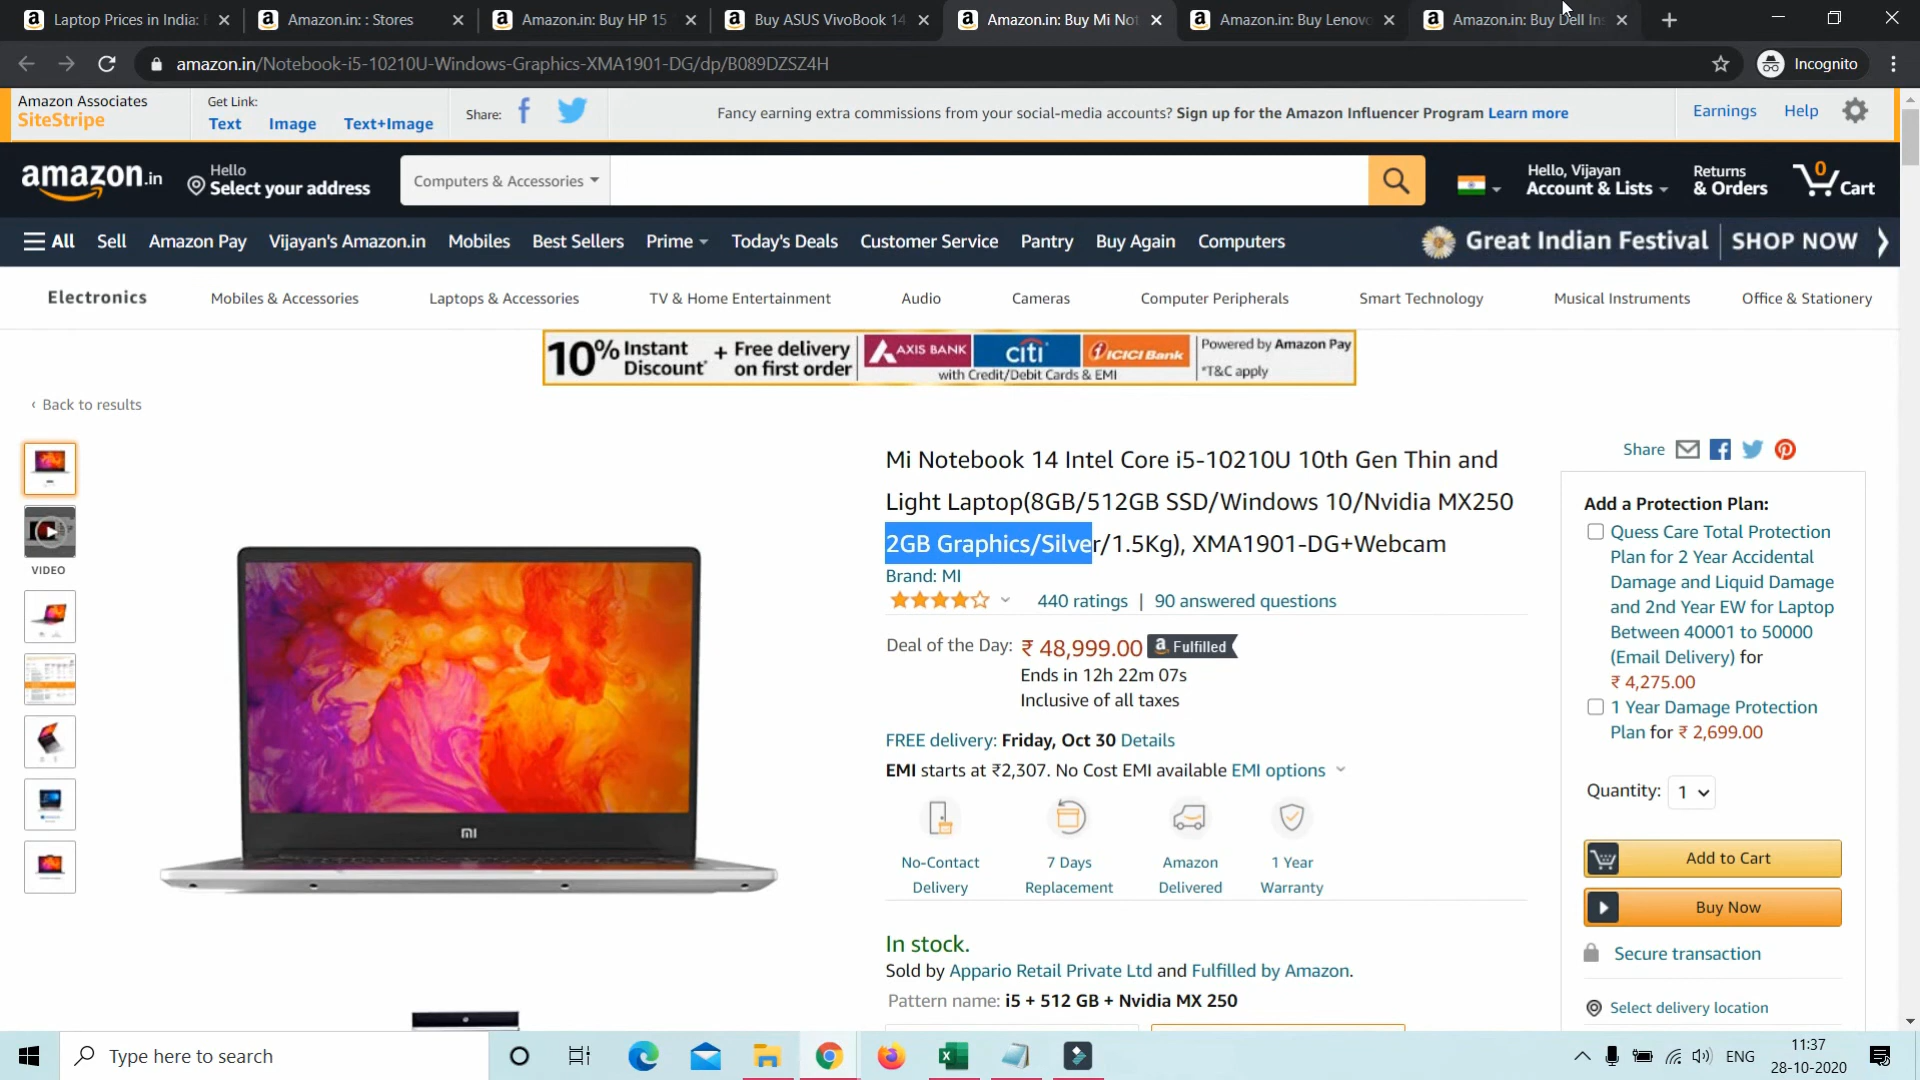 Laptop Prices in India:
Amazon.in: : Stores
Amazon.in: Buy HP 15
Buy ASUS VivoBook 14
Amazon.in: Buy Mi Not
Amazon.in: Buy Lenovo
Amazon.in: Buy Dell Ins
amazon.in/Notebook-i5-10210U-Windows-Graphics-XMA1901-DG/dp/B089DZSZ4H
Incognito
Amazon Associates
SiteStripe
Get Link:
Text Image Text+Image
Share:
Fancy earning extra commissions from your social-media accounts? Sign up for the Amazon Influencer Program Learn more
Earnings Help
amazon.in
Hello
Select your address
Computers & Accessories
Hello, Vijayan
Account & Lists
Returns
& Orders
0
Cart
All Sell Amazon Pay Vijayan's Amazon.in Mobiles Best Sellers Prime Today's Deals Customer Service Pantry Buy Again Computers
Great Indian Festival SHOP NOW
Electronics Mobiles & Accessories Laptops & Accessories TV & Home Entertainment Audio Cameras Computer Peripherals Smart Technology Musical Instruments Office & Stationery
10% Instant Discount* + Free delivery on first order
AXIS BANK citi ICICI Bank
with Credit/Debit Cards & EMI
Powered by Amazon Pay
*T&C apply
‹ Back to results
VIDEO
mi
Mi Notebook 14 Intel Core i5-10210U 10th Gen Thin and
Light Laptop(8GB/512GB SSD/Windows 10/Nvidia MX250
2GB Graphics/Silver/1.5Kg), XMA1901-DG+Webcam
Brand: MI
440 ratings | 90 answered questions
Deal of the Day: ₹ 48,999.00 a Fulfilled
Ends in 12h 22m 07s
Inclusive of all taxes
FREE delivery: Friday, Oct 30 Details
EMI starts at ₹2,307. No Cost EMI available EMI options
No-Contact
Delivery
7 Days
Replacement
Amazon
Delivered
1 Year
Warranty
In stock.
Sold by Appario Retail Private Ltd and Fulfilled by Amazon.
Pattern name: i5 + 512 GB + Nvidia MX 250
Share
Add a Protection Plan:
Quess Care Total Protection
Plan for 2 Year Accidental
Damage and Liquid Damage
and 2nd Year EW for Laptop
Between 40001 to 50000
(Email Delivery) for
₹ 4,275.00
1 Year Damage Protection
Plan for ₹ 2,699.00
Quantity: 1
Add to Cart
Buy Now
Secure transaction
Select delivery location
Type here to search
ENG
11:37
28-10-2020